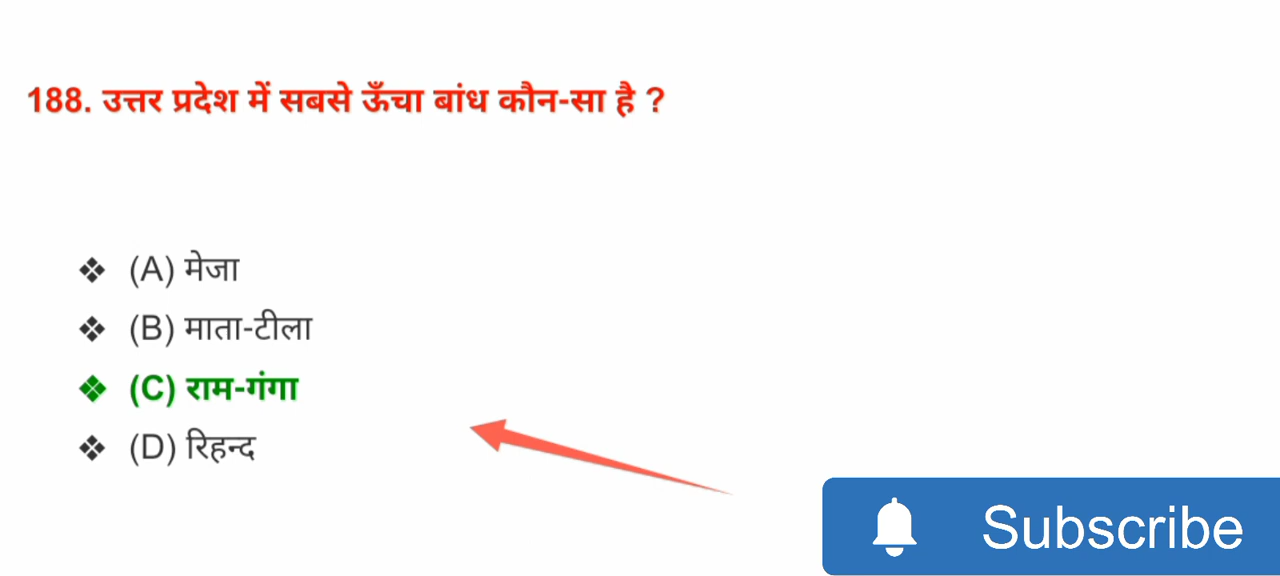 188. उत्तर प्रदेश में सबसे ऊँचा बांध कौन-सा है ?
❖ (A) मेजा
❖ (B) माता-टीला
❖ (C) राम-गंगा
❖ (D) रिहन्द
Subscribe